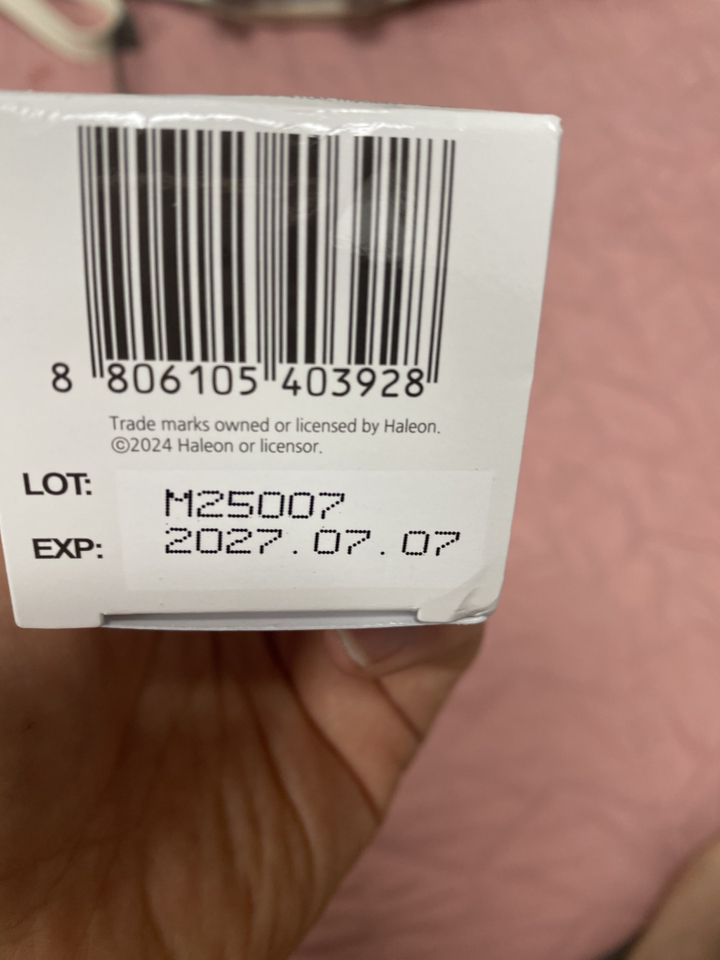 8 806105 403928
Trade marks owned or licensed by Haleon.
©2024 Haleon or licensor.
LOT: M25007
EXP: 2027.07.07